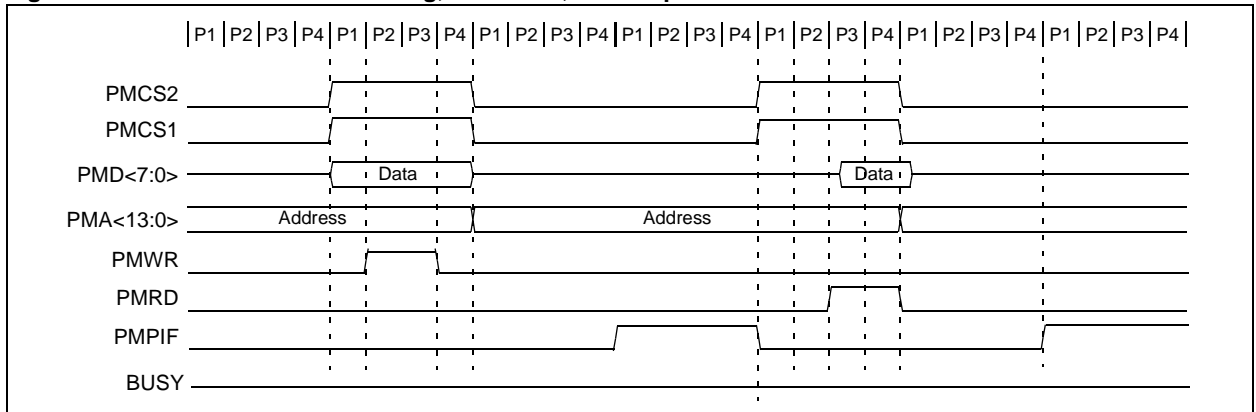 P1 P2 P3 P4 P1 P2 P3 P4 P1 P2 P3 P4 P1 P2 P3 P4 P1 P2 P3 P4 P1 P2 P3 P4 P1 P2 P3 P4
PMCS2
PMCS1
PMD<7:0> Data Data
PMA<13:0> Address Address
PMWR
PMRD
PMPIF
BUSY